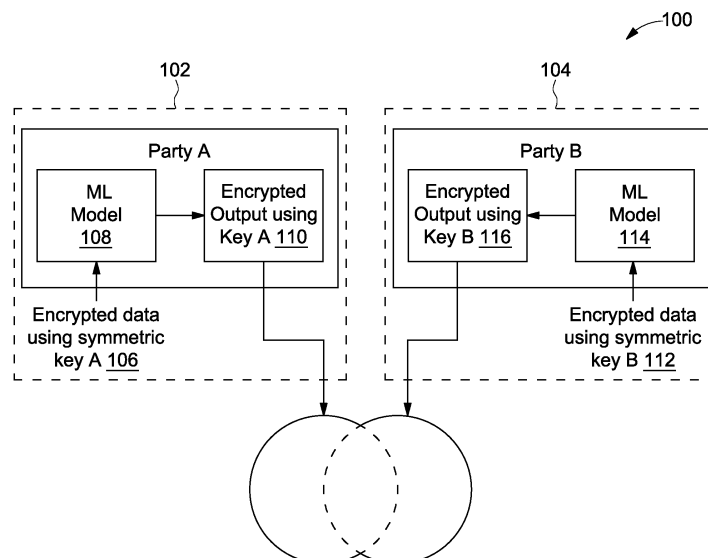 100
102
104
Party A
ML
Model
108
Encrypted
Output using
Key A 110
Encrypted data
using symmetric
key A 106
Party B
Encrypted
Output using
Key B 116
ML
Model
114
Encrypted data
using symmetric
key B 112